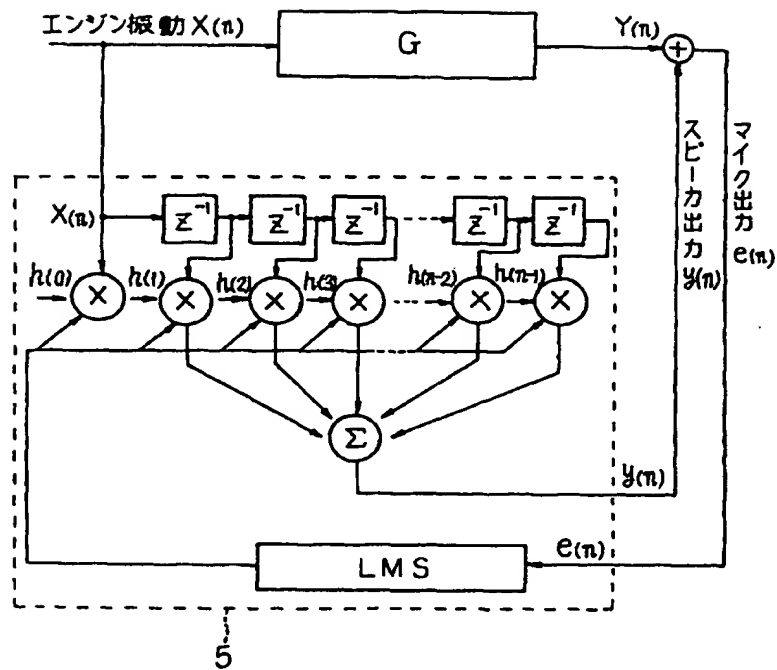 エンジン振動 X(n)
G
Y(n)
+
スピーカ出力 y(n)
マイク出力 e(n)
X(n)
z⁻¹ z⁻¹ z⁻¹ z⁻¹ z⁻¹
h(0) h(1) h(2) h(3) h(n-2) h(n-1)
× × × × × ×
Σ
y(n)
e(n)
LMS
5